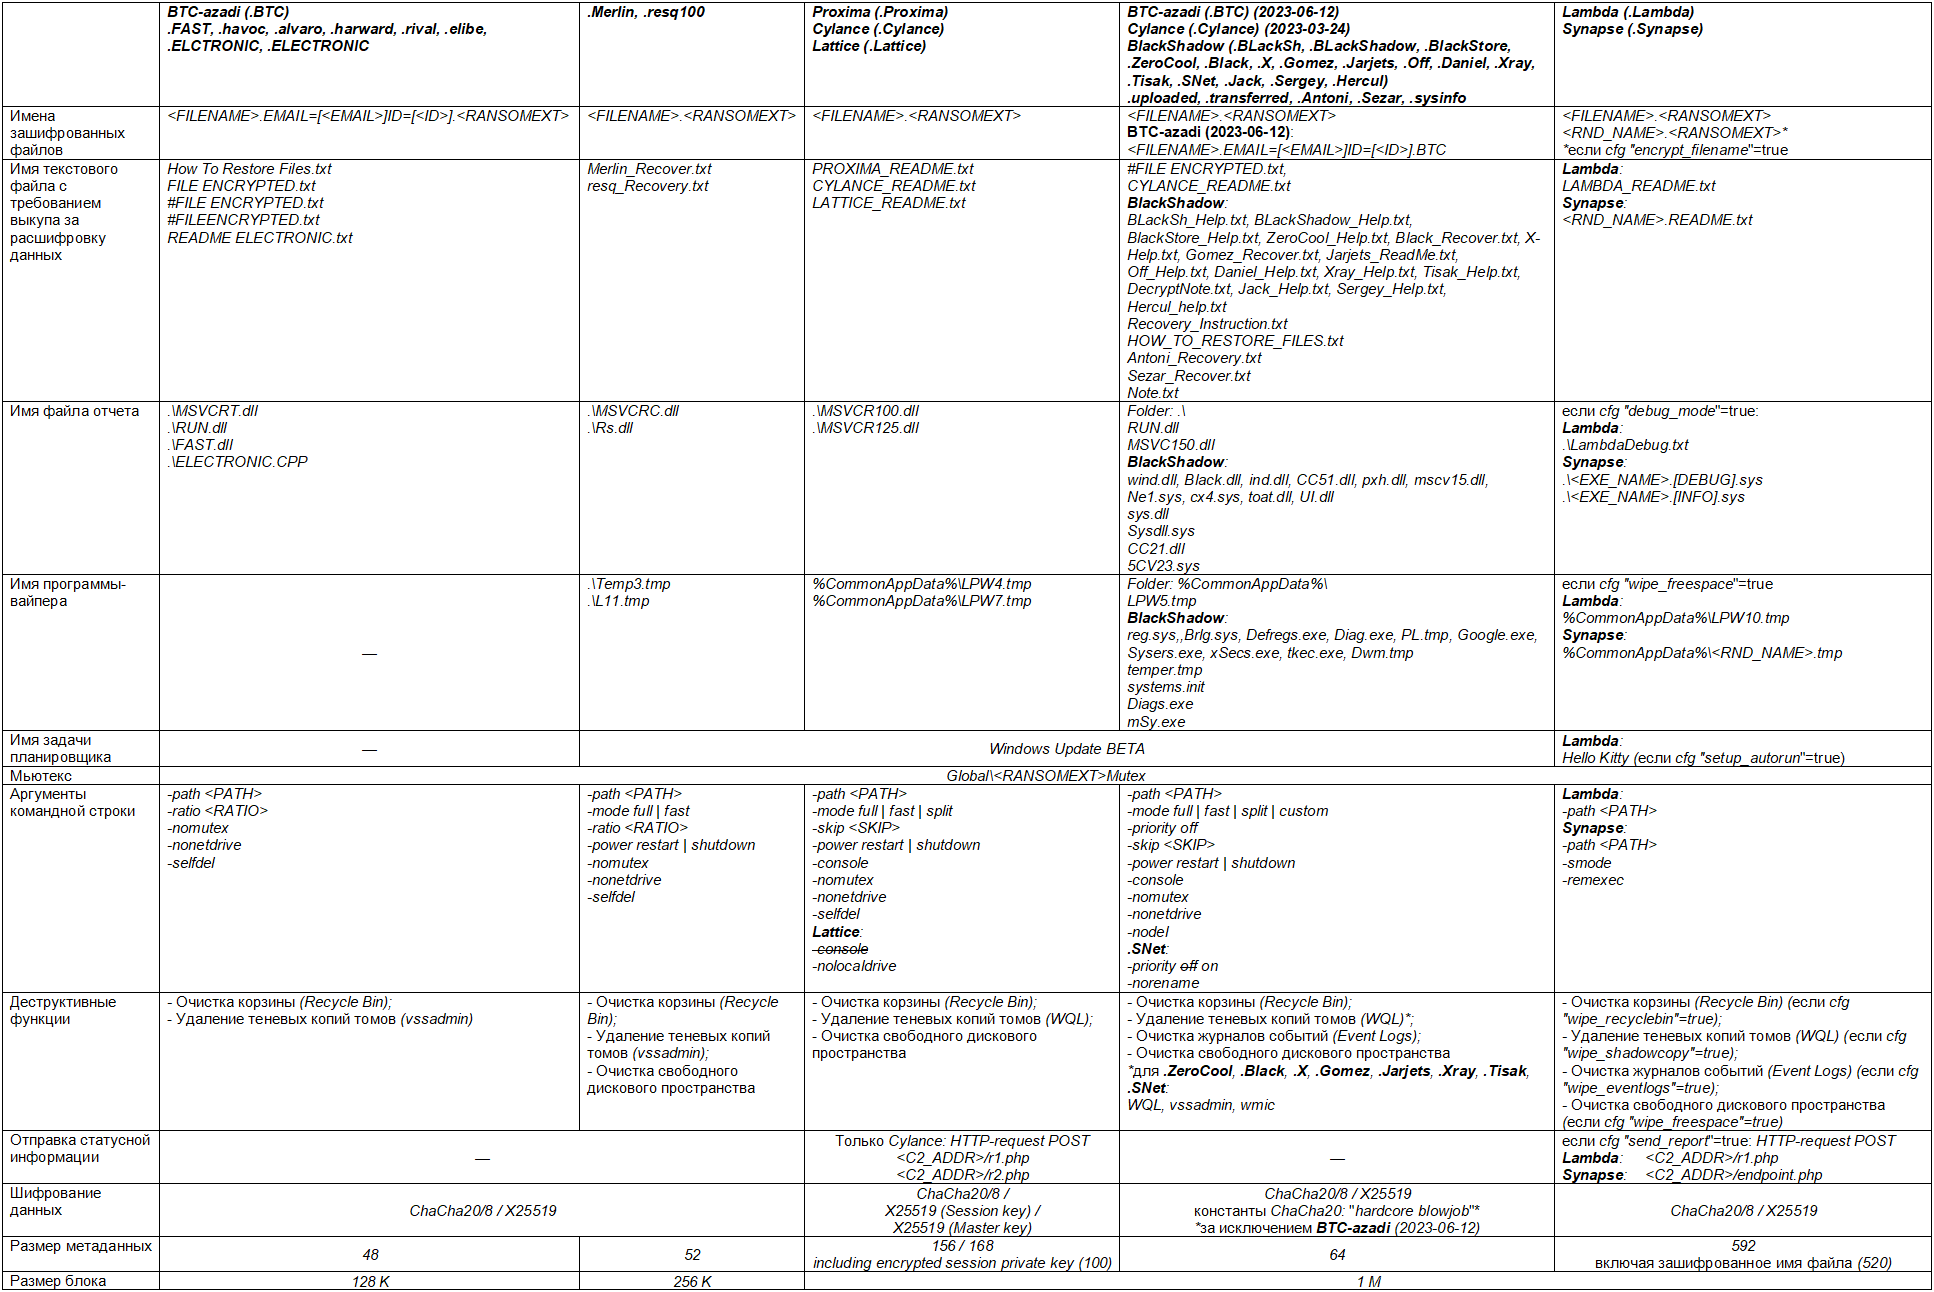 BTC-azadi (.BTC)
.FAST, .havoc, .alvaro, .harward, .rival, .elibe,
.ELCTRONIC, .ELECTRONIC
.Merlin, .resq100
Proxima (.Proxima)
Cylance (.Cylance)
Lattice (.Lattice)
BTC-azadi (.BTC) (2023-06-12)
Cylance (.Cylance) (2023-03-24)
BlackShadow (.BLackSh, .BLackShadow, .BlackStore,
.ZeroCool, .Black, .X, .Gomez, .Jarjets, .Off, .Daniel, .Xray,
.Tisak, .SNet, .Jack, .Sergey, .Hercul)
.uploaded, .transferred, .Antoni, .Sezar, .sysinfo
Lambda (.Lambda)
Synapse (.Synapse)
Имена
зашифрованных
файлов
<FILENAME>.EMAIL=[<EMAIL>]ID=[<ID>].<RANSOMEXT>
<FILENAME>.<RANSOMEXT>
<FILENAME>.<RANSOMEXT>
<FILENAME>.<RANSOMEXT>
BTC-azadi (2023-06-12):
<FILENAME>.EMAIL=[<EMAIL>]ID=[<ID>].BTC
<FILENAME>.<RANSOMEXT>
<RND_NAME>.<RANSOMEXT>*
*если cfg "encrypt_filename"=true
Имя текстового
файла с
требованием
выкупа за
расшифровку
данных
How To Restore Files.txt
FILE ENCRYPTED.txt
#FILE ENCRYPTED.txt
#FILEENCRYPTED.txt
README ELECTRONIC.txt
Merlin_Recover.txt
resq_Recovery.txt
PROXIMA_README.txt
CYLANCE_README.txt
LATTICE_README.txt
#FILE ENCRYPTED.txt,
CYLANCE_README.txt
BlackShadow:
BLackSh_Help.txt, BLackShadow_Help.txt,
BlackStore_Help.txt, ZeroCool_Help.txt, Black_Recover.txt, X-
Help.txt, Gomez_Recover.txt, Jarjets_ReadMe.txt,
Off_Help.txt, Daniel_Help.txt, Xray_Help.txt, Tisak_Help.txt,
DecryptNote.txt, Jack_Help.txt, Sergey_Help.txt,
Hercul_help.txt
Recovery_Instruction.txt
HOW_TO_RESTORE_FILES.txt
Antoni_Recovery.txt
Sezar_Recover.txt
Note.txt
Lambda:
LAMBDA_README.txt
Synapse:
<RND_NAME>.README.txt
Имя файла отчета
.\MSVCRT.dll
.\RUN.dll
.\FAST.dll
.\ELECTRONIC.CPP
.\MSVCRC.dll
.\Rs.dll
.\MSVCR100.dll
.\MSVCR125.dll
Folder: .\
RUN.dll
MSVC150.dll
BlackShadow:
wind.dll, Black.dll, ind.dll, CC51.dll, pxh.dll, mscv15.dll,
Ne1.sys, cx4.sys, toat.dll, UI.dll
sys.dll
Sysdll.sys
CC21.dll
5CV23.sys
если cfg "debug_mode"=true:
Lambda:
.\LambdaDebug.txt
Synapse:
.\<EXE_NAME>.[DEBUG].sys
.\<EXE_NAME>.[INFO].sys
Имя программы-
вайпера
—
.\Temp3.tmp
.\L11.tmp
%CommonAppData%\LPW4.tmp
%CommonAppData%\LPW7.tmp
Folder: %CommonAppData%\
LPW5.tmp
BlackShadow:
reg.sys,,Brlg.sys, Defregs.exe, Diag.exe, PL.tmp, Google.exe,
Sysers.exe, xSecs.exe, tkec.exe, Dwm.tmp
temper.tmp
systems.init
Diags.exe
mSy.exe
если cfg "wipe_freespace"=true
Lambda:
%CommonAppData%\LPW10.tmp
Synapse:
%CommonAppData%\<RND_NAME>.tmp
Имя задачи
планировщика
—
Windows Update BETA
Lambda:
Hello Kitty (если cfg "setup_autorun"=true)
Мьютекс
Global\<RANSOMEXT>Mutex
Аргументы
командной строки
-path <PATH>
-ratio <RATIO>
-nomutex
-nonetdrive
-selfdel
-path <PATH>
-mode full | fast
-ratio <RATIO>
-power restart | shutdown
-nomutex
-nonetdrive
-selfdel
-path <PATH>
-mode full | fast | split
-skip <SKIP>
-power restart | shutdown
-console
-nomutex
-nonetdrive
-selfdel
Lattice:
-console
-nolocaldrive
-path <PATH>
-mode full | fast | split | custom
-priority off
-skip <SKIP>
-power restart | shutdown
-console
-nomutex
-nonetdrive
-nodel
.SNet:
-priority off on
-norename
Lambda:
-path <PATH>
Synapse:
-path <PATH>
-smode
-remexec
Деструктивные
функции
- Очистка корзины (Recycle Bin);
- Удаление теневых копий томов (vssadmin)
- Очистка корзины (Recycle
Bin);
- Удаление теневых копий
томов (vssadmin);
- Очистка свободного
дискового пространства
- Очистка корзины (Recycle Bin);
- Удаление теневых копий томов (WQL);
- Очистка свободного дискового
пространства
- Очистка корзины (Recycle Bin);
- Удаление теневых копий томов (WQL)*;
- Очистка журналов событий (Event Logs);
- Очистка свободного дискового пространства
*для .ZeroCool, .Black, .X, .Gomez, .Jarjets, .Xray, .Tisak,
.SNet:
WQL, vssadmin, wmic
- Очистка корзины (Recycle Bin) (если cfg
"wipe_recyclebin"=true);
- Удаление теневых копий томов (WQL) (если cfg
"wipe_shadowcopy"=true);
- Очистка журналов событий (Event Logs) (если cfg
"wipe_eventlogs"=true);
- Очистка свободного дискового пространства
(если cfg "wipe_freespace"=true)
Отправка статусной
информации
—
Только Cylance: HTTP-request POST
<C2_ADDR>/r1.php
<C2_ADDR>/r2.php
—
если cfg "send_report"=true: HTTP-request POST
Lambda: <C2_ADDR>/r1.php
Synapse: <C2_ADDR>/endpoint.php
Шифрование
данных
ChaCha20/8 / X25519
ChaCha20/8 /
X25519 (Session key) /
X25519 (Master key)
ChaCha20/8 / X25519
константы ChaCha20: "hardcore blowjob"*
*за исключением BTC-azadi (2023-06-12)
ChaCha20/8 / X25519
Размер метаданных
48
52
156 / 168
including encrypted session private key (100)
64
592
включая зашифрованное имя файла (520)
Размер блока
128 K
256 K
1 M